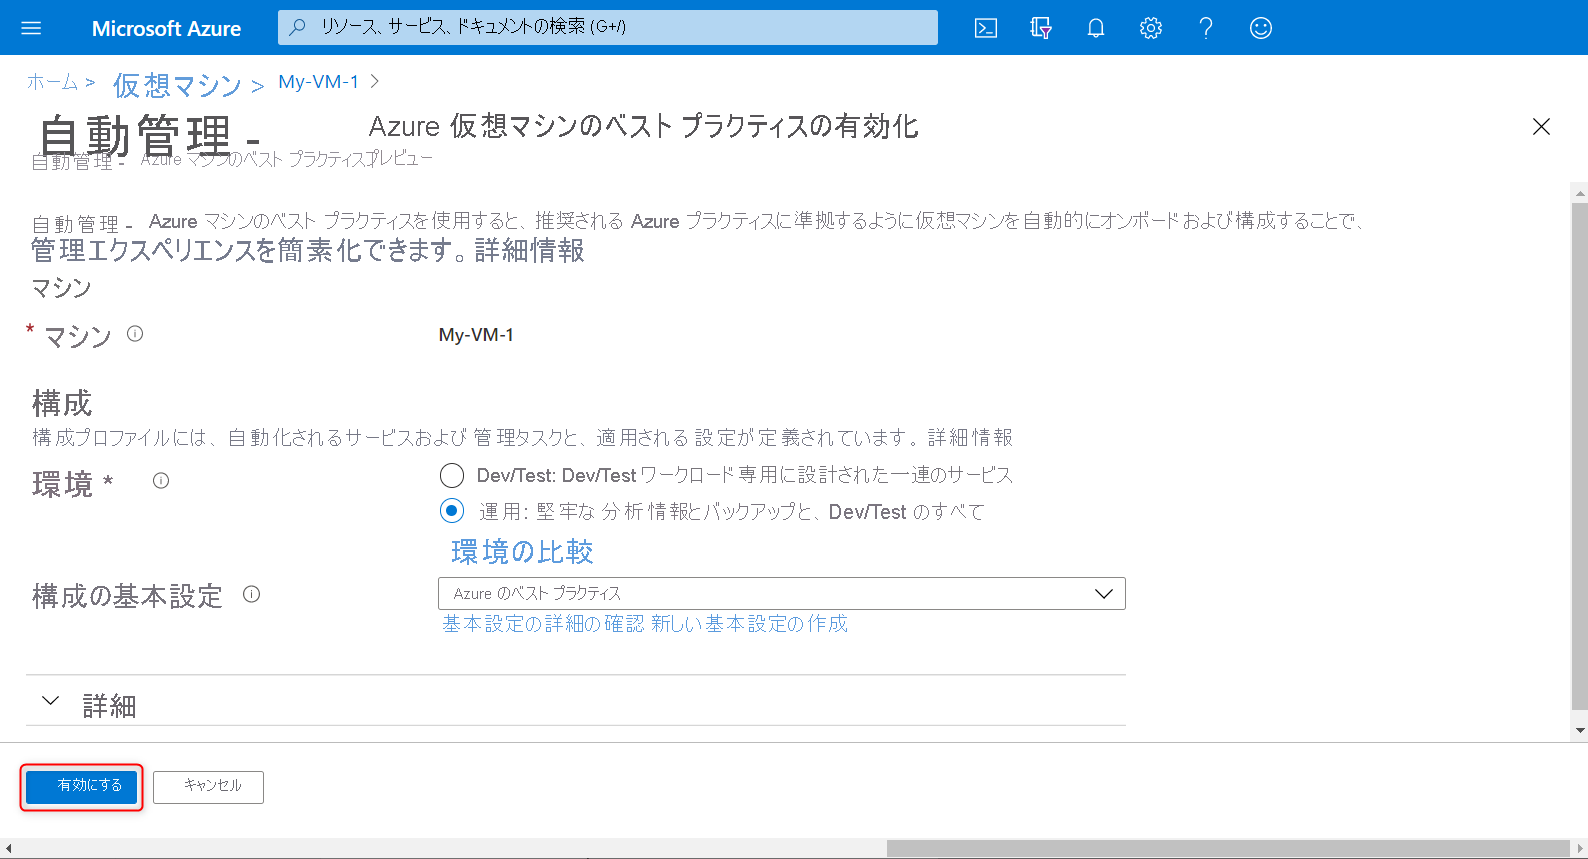 Microsoft Azure
リソース、サービス、ドキュメントの検索 (G+/)
ホーム > 仮想マシン > My-VM-1 >
自動管理 - Azure 仮想マシンのベスト プラクティスの有効化
自動管理 - Azure マシンのベスト プラクティスプレビュー
自動管理 - Azure マシンのベスト プラクティスを使用すると、推奨される Azure プラクティスに準拠するように仮想マシンを自動的にオンボードおよび構成することで、
管理エクスペリエンスを簡素化できます。詳細情報
マシン
* マシン My-VM-1
構成
構成プロファイルには、自動化されるサービスおよび管理タスクと、適用される設定が定義されています。詳細情報
環境 * Dev/Test: Dev/Test ワークロード専用に設計された一連のサービス
運用: 堅牢な分析情報とバックアップと、Dev/Test のすべて
環境の比較
構成の基本設定 Azure のベスト プラクティス
基本設定の詳細の確認 新しい基本設定の作成
詳細
有効にする キャンセル